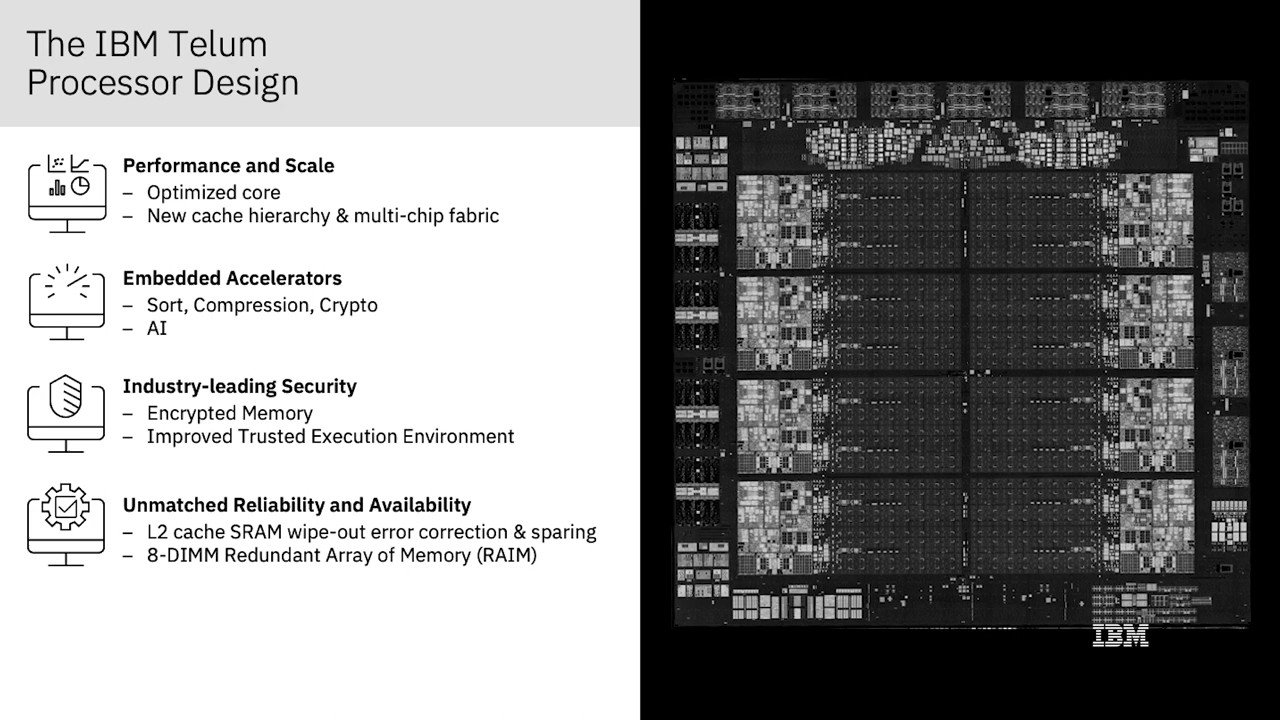 The IBM Telum
Processor Design
Performance and Scale
– Optimized core
– New cache hierarchy & multi-chip fabric
Embedded Accelerators
– Sort, Compression, Crypto
– AI
Industry-leading Security
– Encrypted Memory
– Improved Trusted Execution Environment
Unmatched Reliability and Availability
– L2 cache SRAM wipe-out error correction & sparing
– 8-DIMM Redundant Array of Memory (RAIM)
IBM